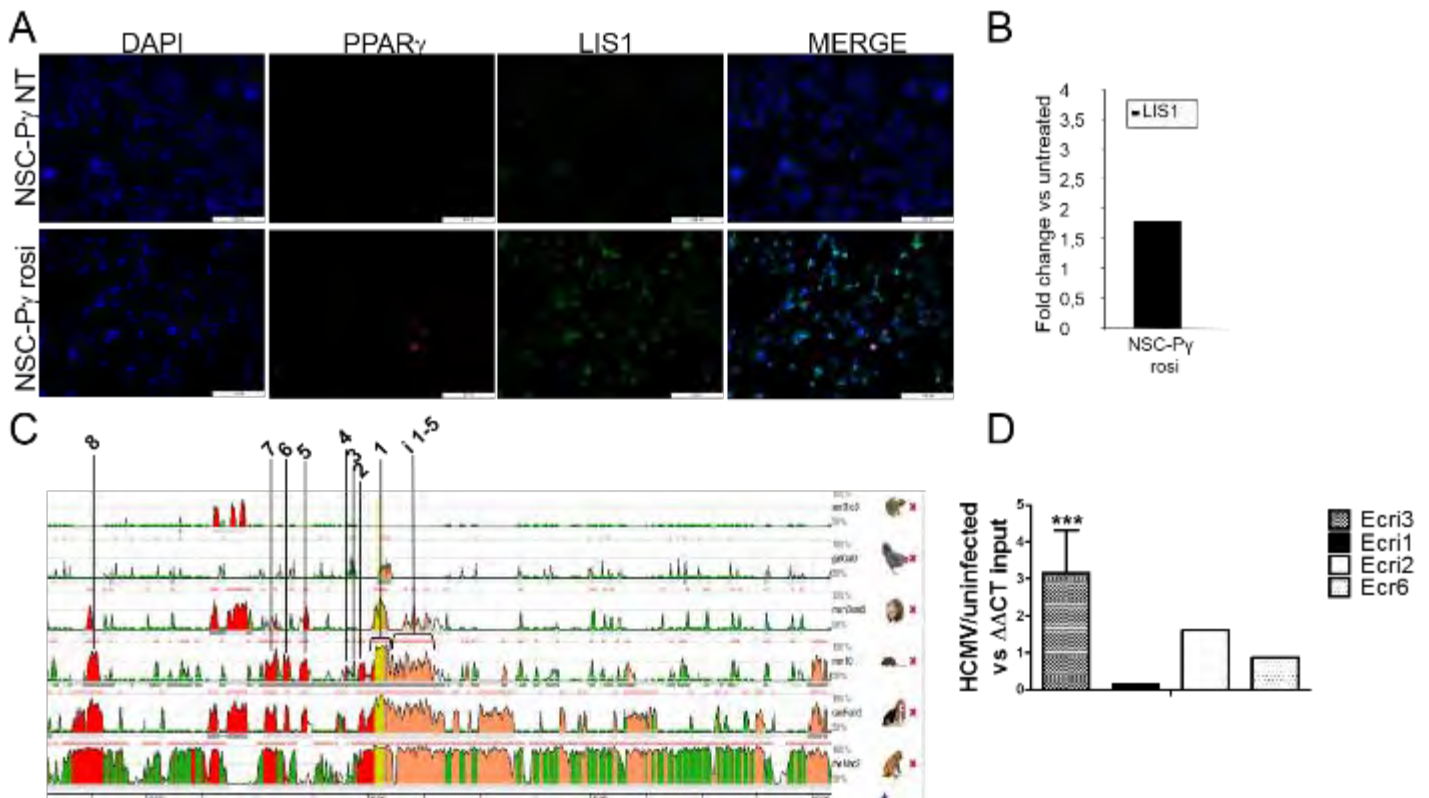 A
DAPI PPARγ LIS1 MERGE
NSC-Pγ NT
NSC-Pγ rosi
B
Fold change vs untreated
4
3,5
3
2,5
2
1,5
1
0,5
0
LIS1
NSC-Pγ
rosi
C
8 7 6 5 4 3 2 1 i 1-5
D
HCMV/uninfected
vs ΔΔCT input
5
4
3
2
1
0
***
Ecri3
Ecri1
Ecri2
Ecr6